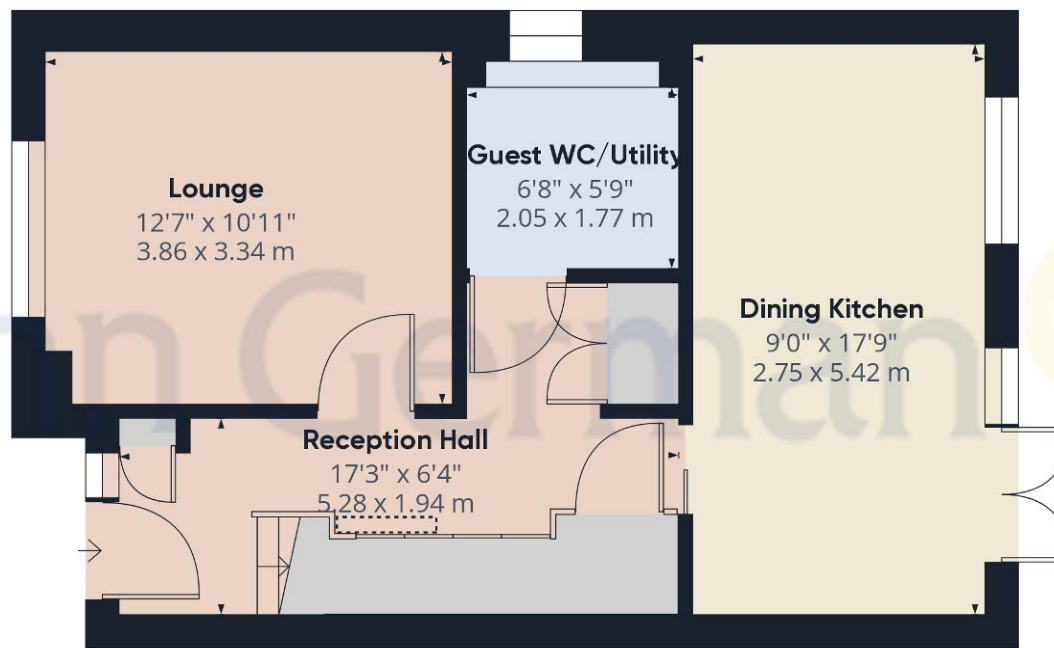 Lounge
12'7" x 10'11"
3.86 x 3.34 m
Guest WC/Utility
6'8" x 5'9"
2.05 x 1.77 m
Dining Kitchen
9'0" x 17'9"
2.75 x 5.42 m
Reception Hall
17'3" x 6'4"
5.28 x 1.94 m
n German